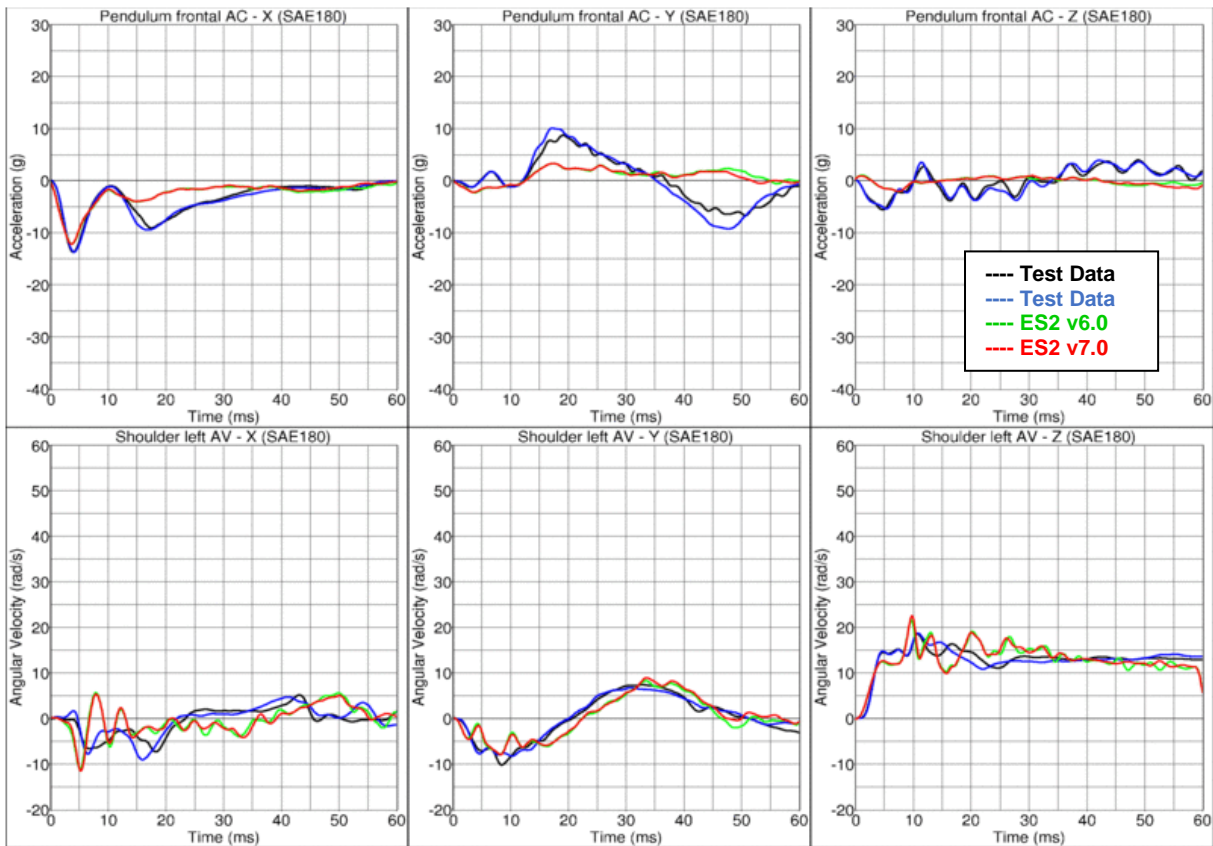 Pendulum frontal AC - X (SAE180)
30
20
10
0
-10
-20
-30
-40
Acceleration (g)
0 10 20 30 40 50 60
Time (ms)
Pendulum frontal AC - Y (SAE180)
30
20
10
0
-10
-20
-30
-40
Acceleration (g)
0 10 20 30 40 50 60
Time (ms)
Pendulum frontal AC - Z (SAE180)
30
20
10
0
-10
-20
-30
-40
Acceleration (g)
0 10 20 30 40 50 60
Time (ms)
---- Test Data
---- Test Data
---- ES2 v6.0
---- ES2 v7.0
Shoulder left AV - X (SAE180)
60
50
40
30
20
10
0
-10
-20
Angular Velocity (rad/s)
0 10 20 30 40 50 60
Time (ms)
Shoulder left AV - Y (SAE180)
60
50
40
30
20
10
0
-10
-20
Angular Velocity (rad/s)
0 10 20 30 40 50 60
Time (ms)
Shoulder left AV - Z (SAE180)
60
50
40
30
20
10
0
-10
-20
Angular Velocity (rad/s)
0 10 20 30 40 50 60
Time (ms)